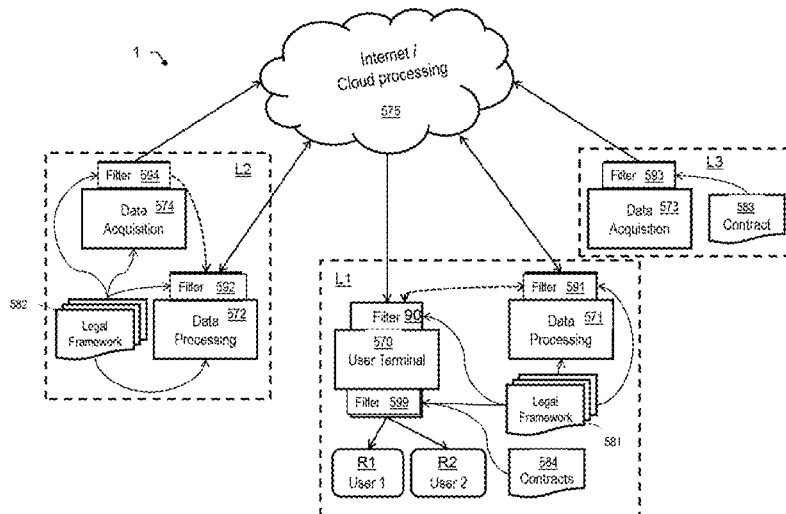 1
Internet /
Cloud processing
575
L2
Filter 594
Data 574
Acquisition
Filter 592
Data 572
Processing
582
Legal
Framework
L3
Filter 593
Data 573
Acquisition
583
Contract
L1
Filter 90
570
User Terminal
Filter 599
Filter 591
Data 571
Processing
Legal
Framework
581
R1
User 1
R2
User 2
584
Contracts